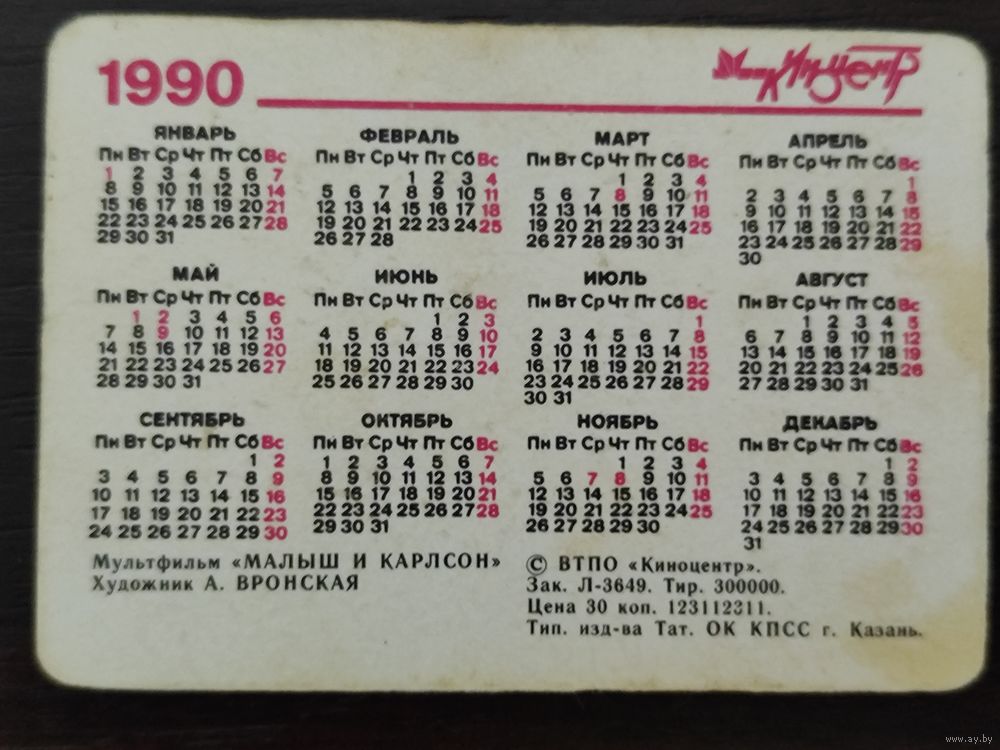 1990 КиноцентР
ЯНВАРЬ ФЕВРАЛЬ МАРТ АПРЕЛЬ
Пн Вт Ср Чт Пт Сб Вс Пн Вт Ср Чт Пт Сб Вс Пн Вт Ср Чт Пт Сб Вс Пн Вт Ср Чт Пт Сб Вс
1 2 3 4 5 6 7 1 2 3 4 1 2 3 4 1
8 9 10 11 12 13 14 5 6 7 8 9 10 11 5 6 7 8 9 10 11 2 3 4 5 6 7 8
15 16 17 18 19 20 21 12 13 14 15 16 17 18 12 13 14 15 16 17 18 9 10 11 12 13 14 15
22 23 24 25 26 27 28 19 20 21 22 23 24 25 19 20 21 22 23 24 25 16 17 18 19 20 21 22
29 30 31 26 27 28 26 27 28 29 30 31 23 24 25 26 27 28 29
30
МАЙ ИЮНЬ ИЮЛЬ АВГУСТ
Пн Вт Ср Чт Пт Сб Вс Пн Вт Ср Чт Пт Сб Вс Пн Вт Ср Чт Пт Сб Вс Пн Вт Ср Чт Пт Сб Вс
1 2 3 4 5 6 1 2 3 1 1 2 3 4 5
7 8 9 10 11 12 13 4 5 6 7 8 9 10 2 3 4 5 6 7 8 6 7 8 9 10 11 12
14 15 16 17 18 19 20 11 12 13 14 15 16 17 9 10 11 12 13 14 15 13 14 15 16 17 18 19
21 22 23 24 25 26 27 18 19 20 21 22 23 24 16 17 18 19 20 21 22 20 21 22 23 24 25 26
28 29 30 31 25 26 27 28 29 30 23 24 25 26 27 28 29 27 28 29 30 31
30 31
СЕНТЯБРЬ ОКТЯБРЬ НОЯБРЬ ДЕКАБРЬ
Пн Вт Ср Чт Пт Сб Вс Пн Вт Ср Чт Пт Сб Вс Пн Вт Ср Чт Пт Сб Вс Пн Вт Ср Чт Пт Сб Вс
1 2 1 2 3 4 5 6 7 1 2 3 4 1 2
3 4 5 6 7 8 9 8 9 10 11 12 13 14 5 6 7 8 9 10 11 3 4 5 6 7 8 9
10 11 12 13 14 15 16 15 16 17 18 19 20 21 12 13 14 15 16 17 18 10 11 12 13 14 15 16
17 18 19 20 21 22 23 22 23 24 25 26 27 28 19 20 21 22 23 24 25 17 18 19 20 21 22 23
24 25 26 27 28 29 30 29 30 31 26 27 28 29 30 24 25 26 27 28 29 30
31
Мультфильм «МАЛЫШ И КАРЛСОН»
Художник А. ВРОНСКАЯ
© ВТПО «Киноцентр».
Зак. Л-3649. Тир. 300000.
Цена 30 коп. 123112311.
Тип. изд-ва Тат. ОК КПСС г. Казань.
www.ay.by